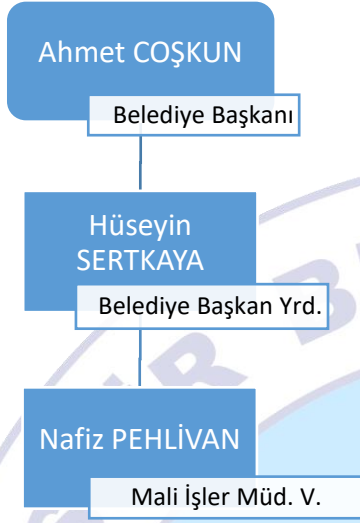 Ahmet COŞKUN
Belediye Başkanı
Hüseyin
SERTKAYA
Belediye Başkan Yrd.
Nafiz PEHLİVAN
Mali İşler Müd. V.